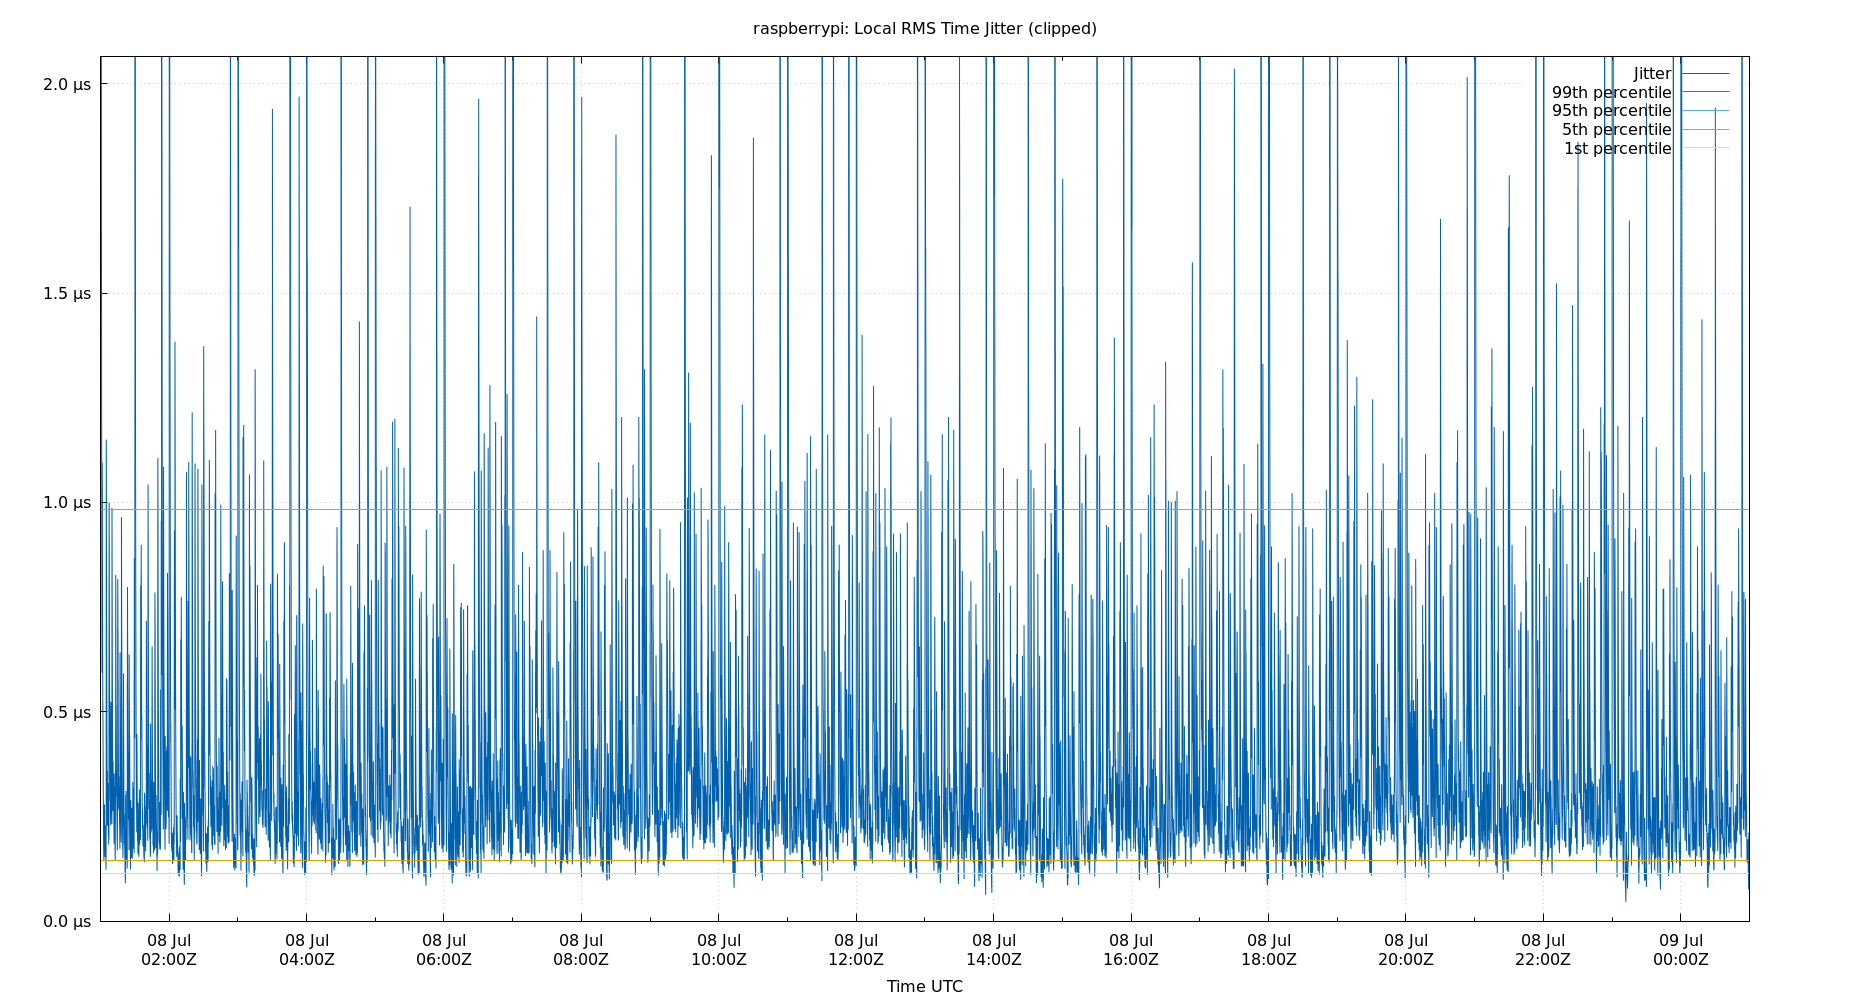 raspberrypi: Local RMS Time Jitter (clipped)
2.0 µs
1.5 µs
1.0 µs
0.5 µs
0.0 µs
Jitter
99th percentile
95th percentile
5th percentile
1st percentile
08 Jul 08 Jul 08 Jul 08 Jul 08 Jul 08 Jul 08 Jul 08 Jul 08 Jul 08 Jul 08 Jul 09 Jul
02:00Z 04:00Z 06:00Z 08:00Z 10:00Z 12:00Z 14:00Z 16:00Z 18:00Z 20:00Z 22:00Z 00:00Z
Time UTC